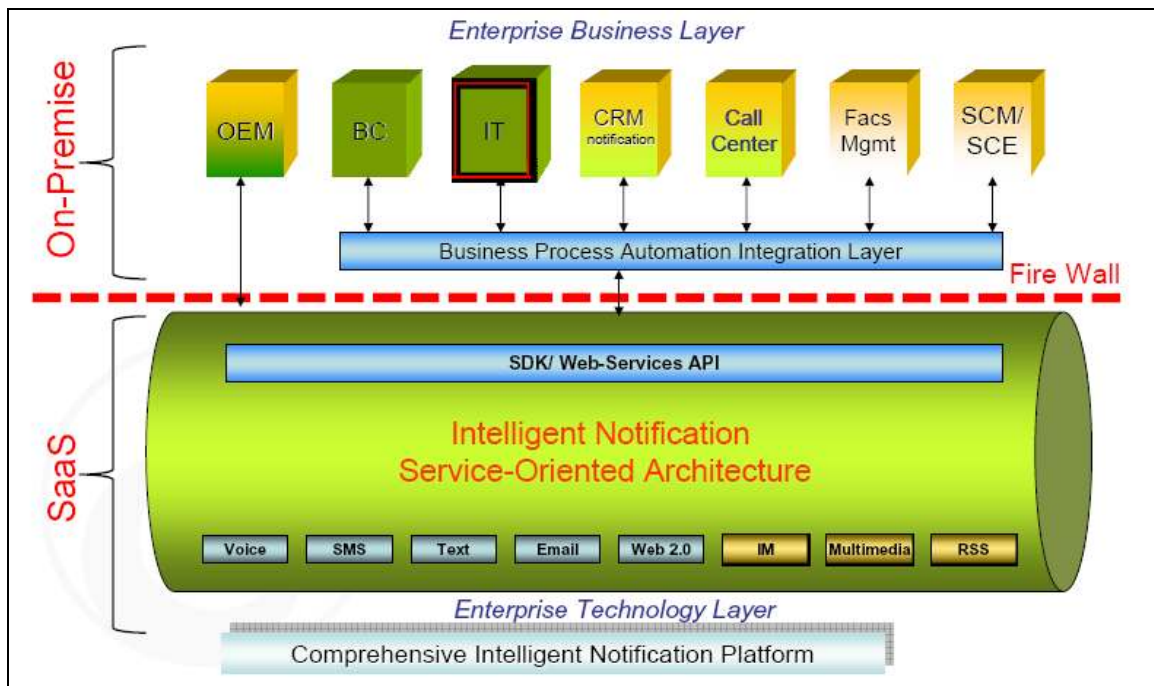 Enterprise Business Layer
On-Premise
OEM
BC
IT
CRM
notification
Call
Center
Facs
Mgmt
SCM/
SCE
Business Process Automation Integration Layer
Fire Wall
SaaS
SDK/ Web-Services API
Intelligent Notification
Service-Oriented Architecture
Voice
SMS
Text
Email
Web 2.0
IM
Multimedia
RSS
Enterprise Technology Layer
Comprehensive Intelligent Notification Platform